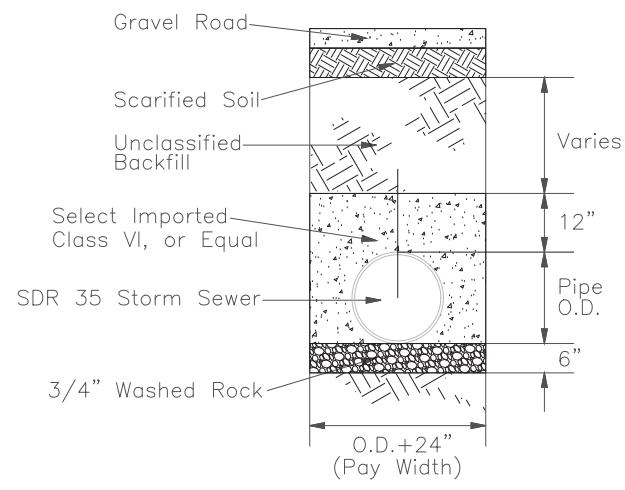 Gravel Road
Scarified Soil
Unclassified
Backfill
Varies
Select Imported
Class VI, or Equal
12”
SDR 35 Storm Sewer
Pipe
O.D.
6”
3/4” Washed Rock
O.D.+24”
(Pay Width)